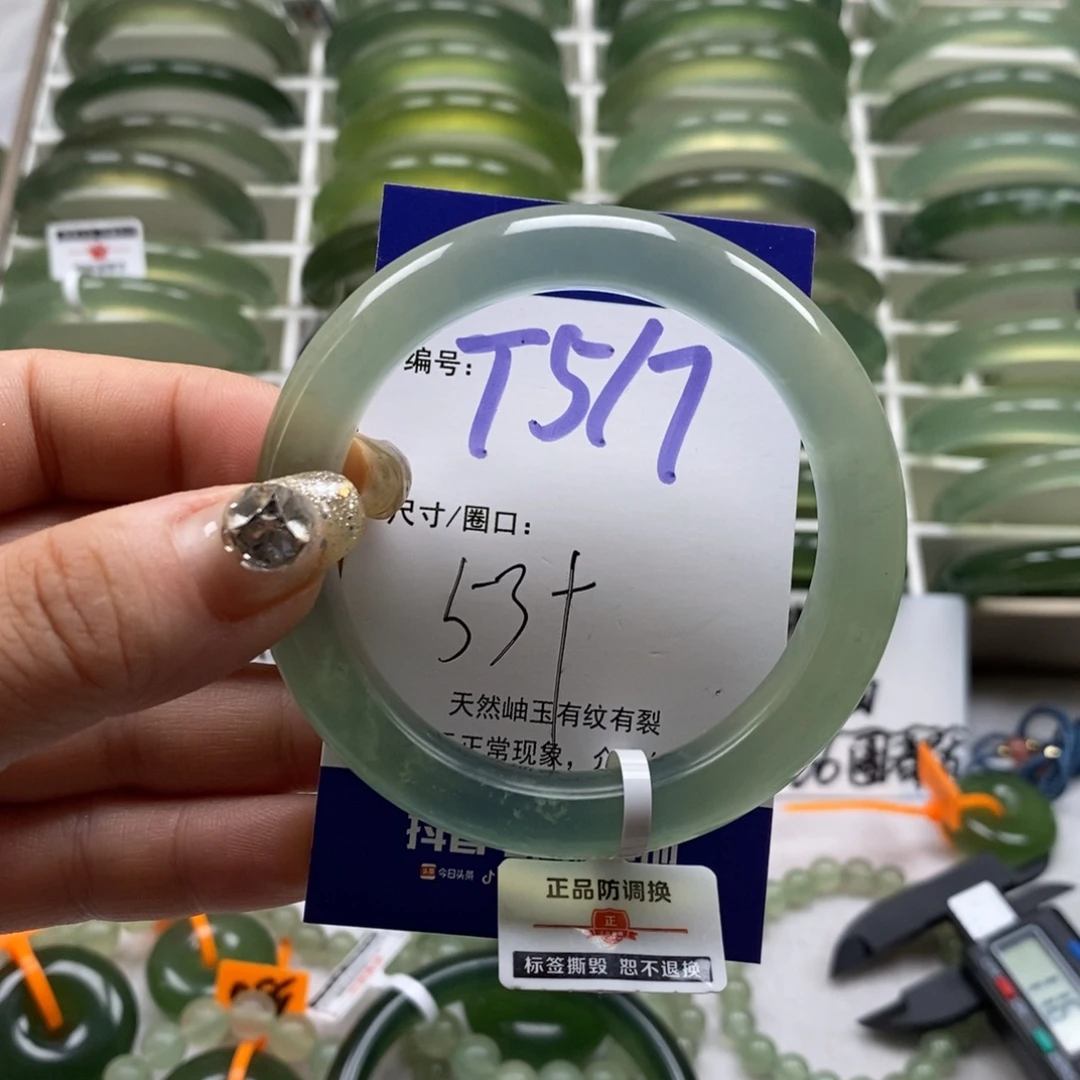 编号:T517
尺寸/圈口:
53+
天然岫玉有纹有裂
正常现象，介
抖音
今日头条
正品防调换
正
标签撕毁 恕不退换